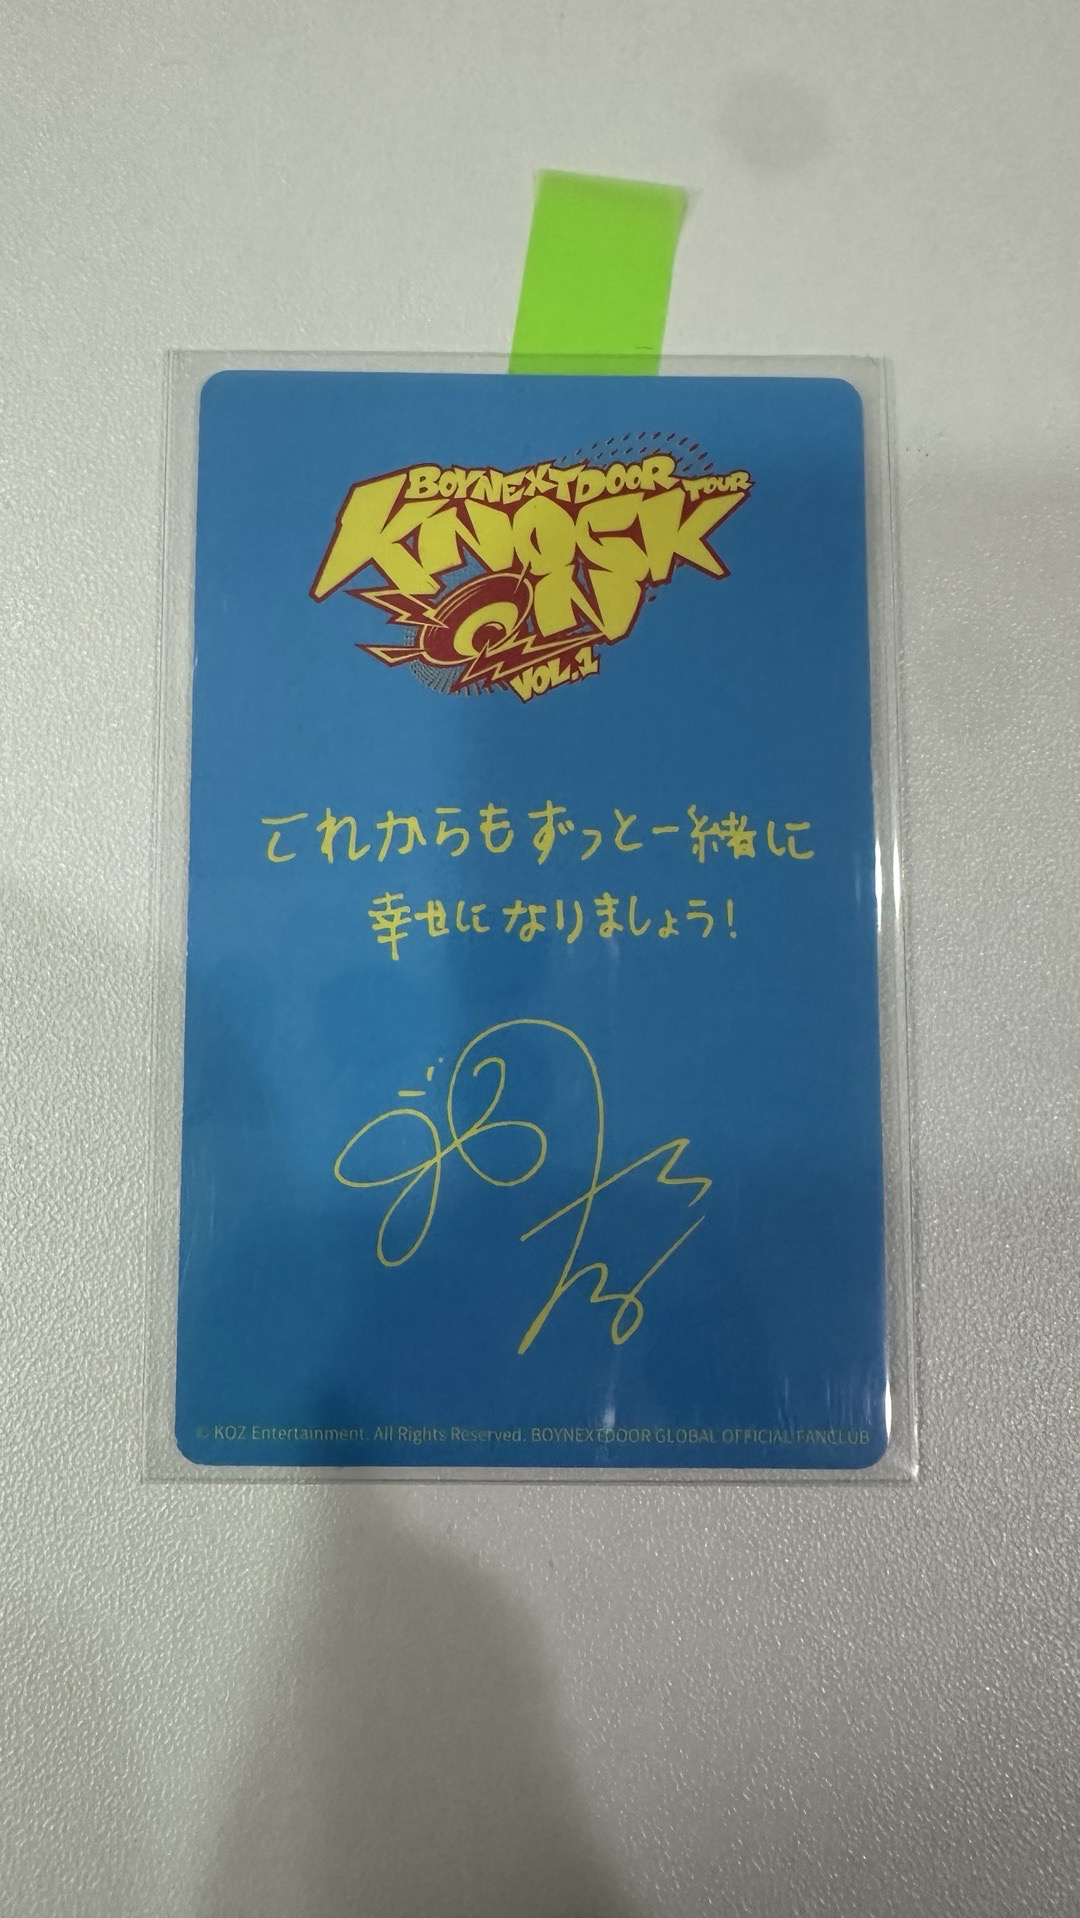 BOYNEXTDOOR TOUR
KNOCK
ON
VOL.1
これからもずっと一緒に
幸せになりましょう!
© KOZ Entertainment. All Rights Reserved. BOYNEXTDOOR GLOBAL OFFICIAL FANCLUB